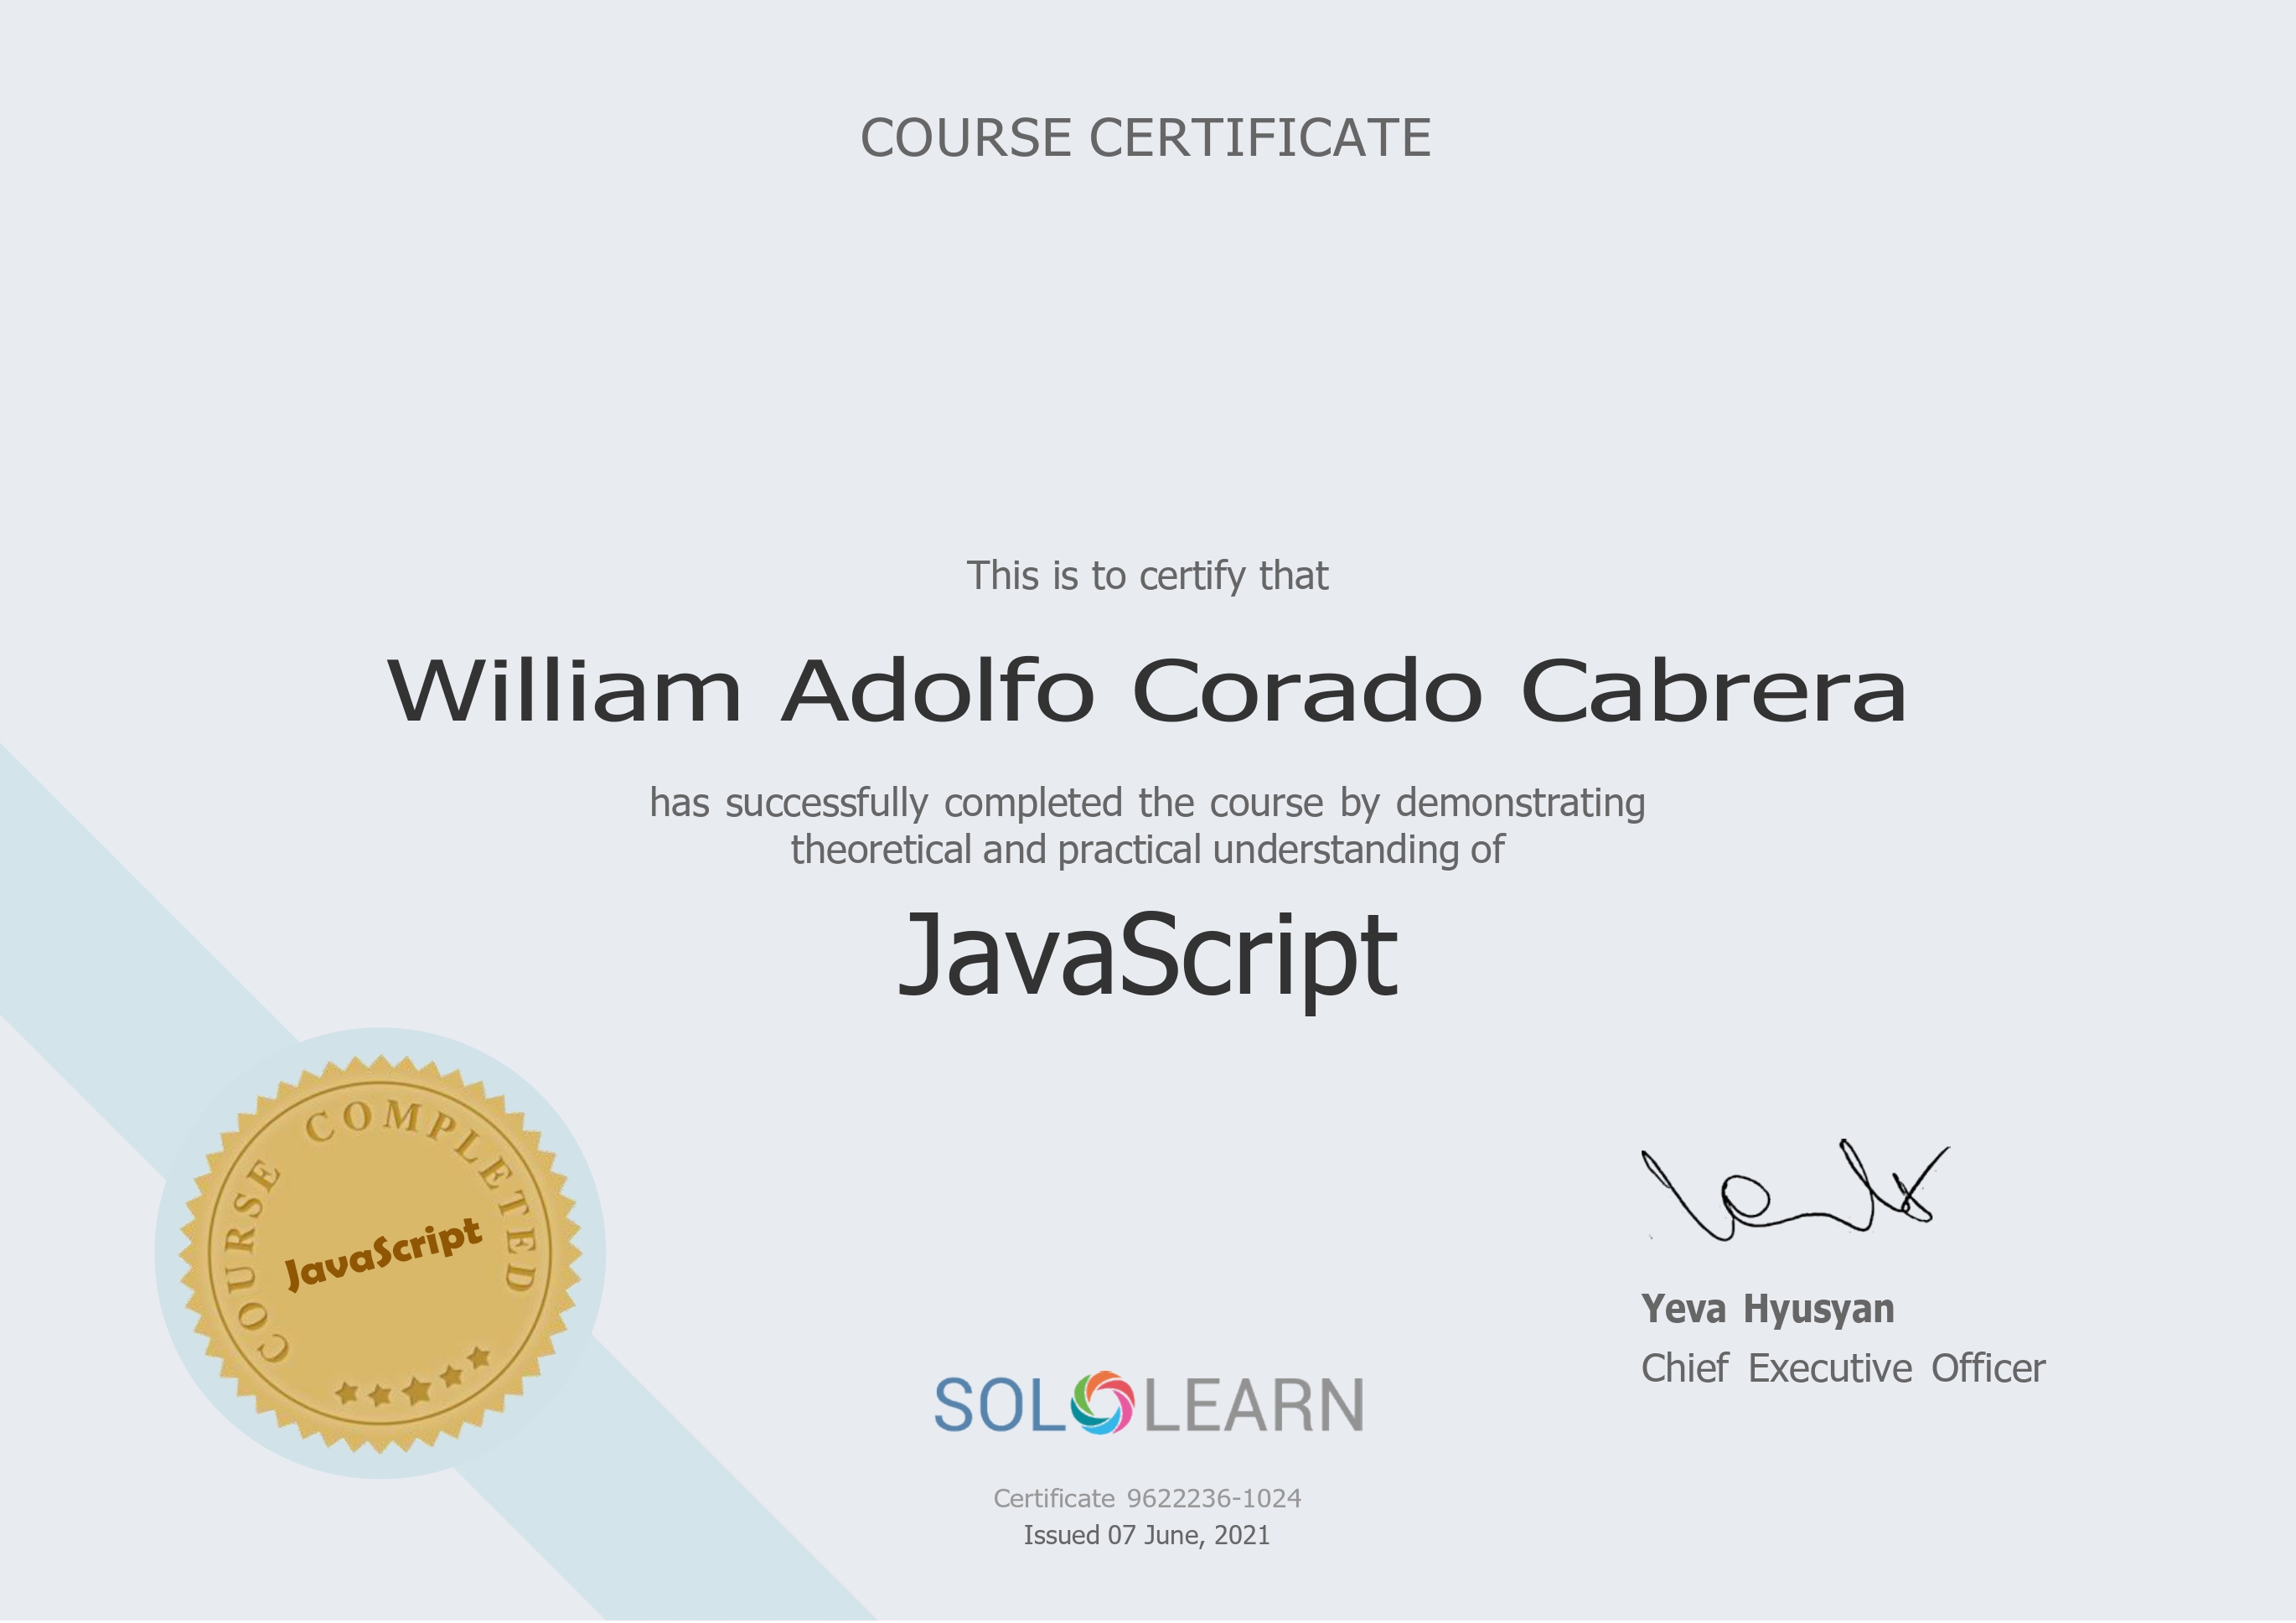 COURSE CERTIFICATE
This is to certify that
William Adolfo Corado Cabrera
has successfully completed the course by demonstrating
theoretical and practical understanding of
JavaScript
COURSE COMPLETED
JavaScript
Yeva Hyusyan
Chief Executive Officer
SOLOLEARN
Certificate 9622236-1024
Issued 07 June, 2021